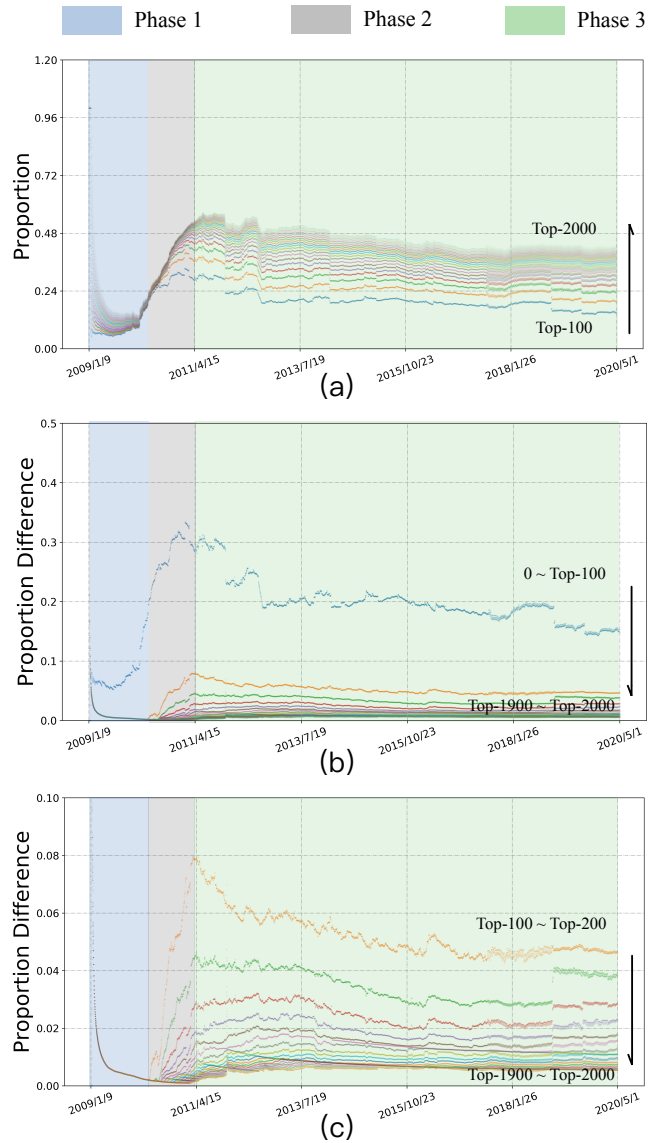 Phase 1 Phase 2 Phase 3
1.20
0.96
0.72
0.48
0.24
0.00
Proportion
Top-2000
Top-100
2009/1/9 2011/4/15 2013/7/19 2015/10/23 2018/1/26 2020/5/1
(a)
0.5
0.4
0.3
0.2
0.1
0.0
Proportion Difference
0 ~ Top-100
Top-1900 ~ Top-2000
2009/1/9 2011/4/15 2013/7/19 2015/10/23 2018/1/26 2020/5/1
(b)
0.10
0.08
0.06
0.04
0.02
0.00
Proportion Difference
Top-100 ~ Top-200
Top-1900 ~ Top-2000
2009/1/9 2011/4/15 2013/7/19 2015/10/23 2018/1/26 2020/5/1
(c)